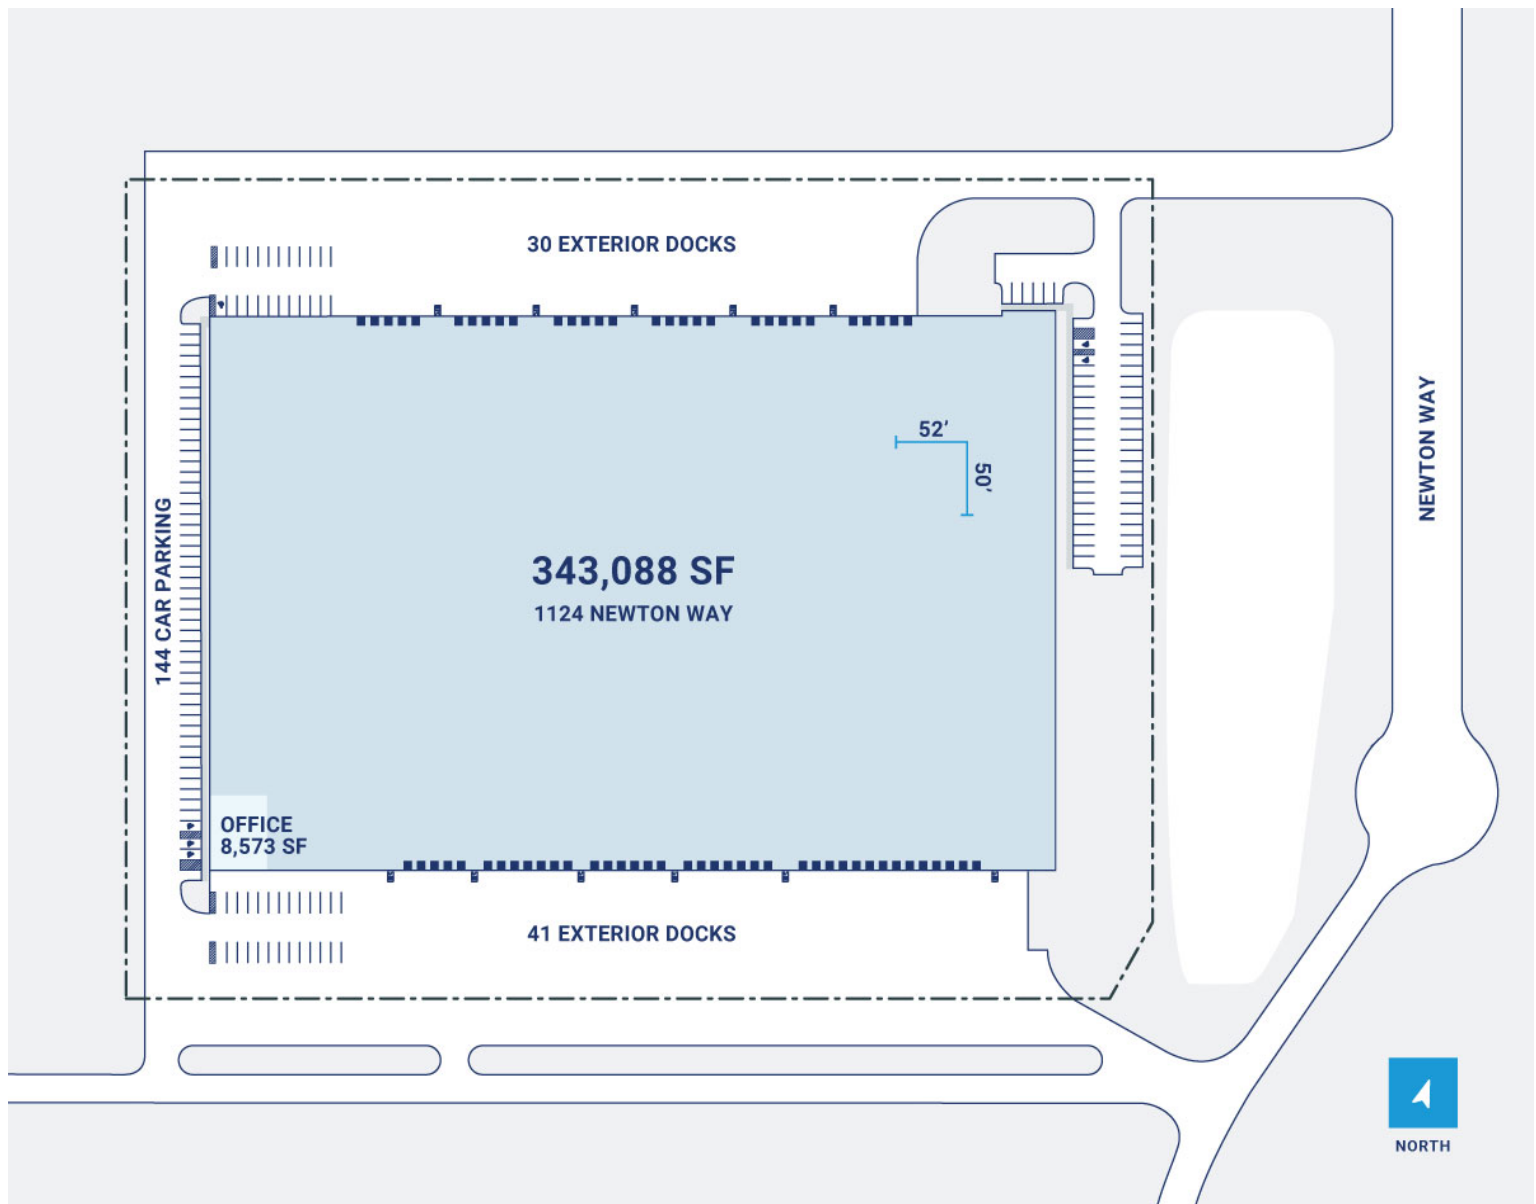 30 EXTERIOR DOCKS
52’
50’
NEWTON WAY
144 CAR PARKING
343,088 SF
1124 NEWTON WAY
OFFICE
8,573 SF
41 EXTERIOR DOCKS
NORTH